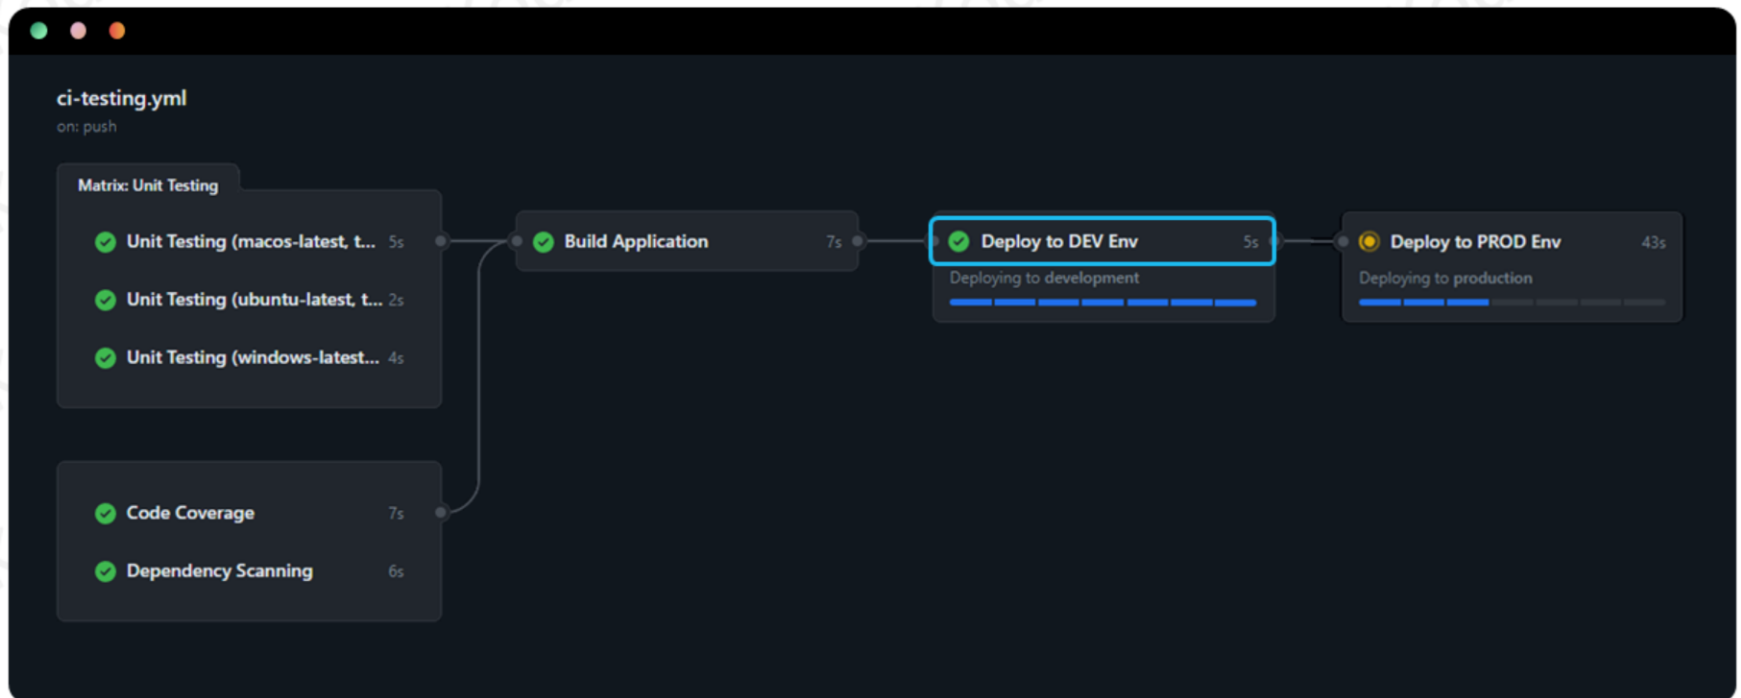 ci-testing.yml
on: push
Matrix: Unit Testing
Unit Testing (macos-latest, t... 5s
Unit Testing (ubuntu-latest, t... 2s
Unit Testing (windows-latest... 4s
Code Coverage 7s
Dependency Scanning 6s
Build Application 7s
Deploy to DEV Env 5s
Deploying to development
Deploy to PROD Env 43s
Deploying to production